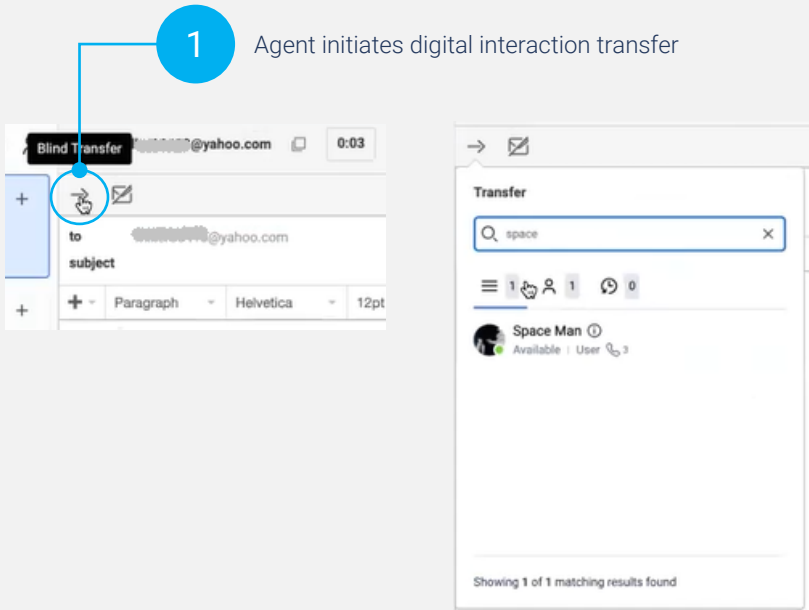 1 Agent initiates digital interaction transfer
Blind Transfer @yahoo.com 0:03
to @yahoo.com
subject
Paragraph Helvetica 12pt
Transfer
space
1 1 0
Space Man
Available | User 3
Showing 1 of 1 matching results found